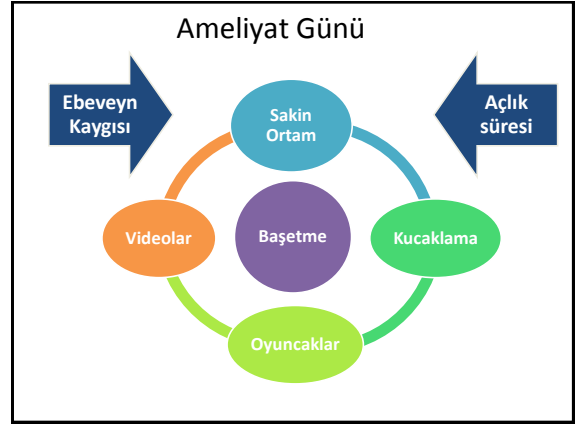 Ameliyat Günü
Ebeveyn
Kaygısı
Sakin
Ortam
Açlık
süresi
Videolar
Başetme
Kucaklama
Oyuncaklar